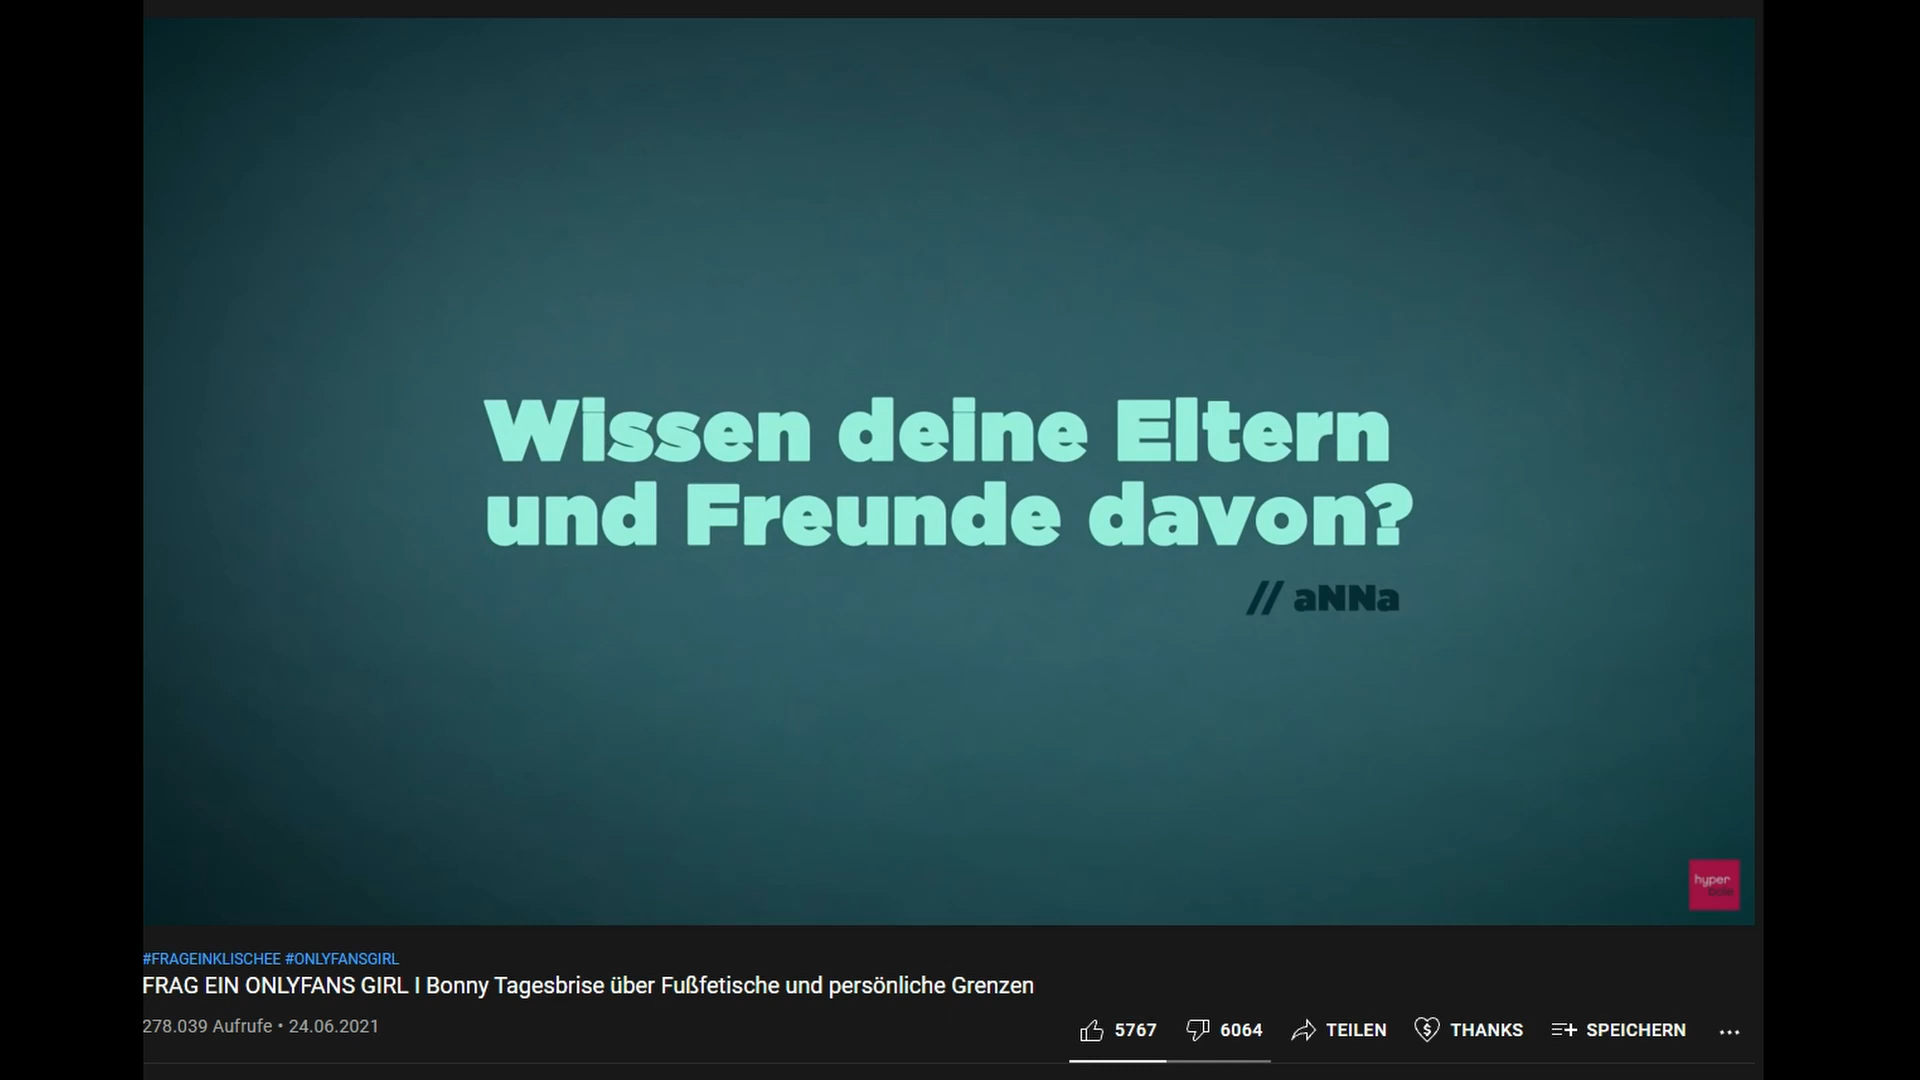 Wissen deine Eltern
und Freunde davon?
// aNNa
hyper
#FRAGEINKLISCHEE #ONLYFANSGIRL
FRAG EIN ONLYFANS GIRL I Bonny Tagesbrise über Fußfetische und persönliche Grenzen
278.039 Aufrufe • 24.06.2021
5767 6064 TEILEN THANKS SPEICHERN